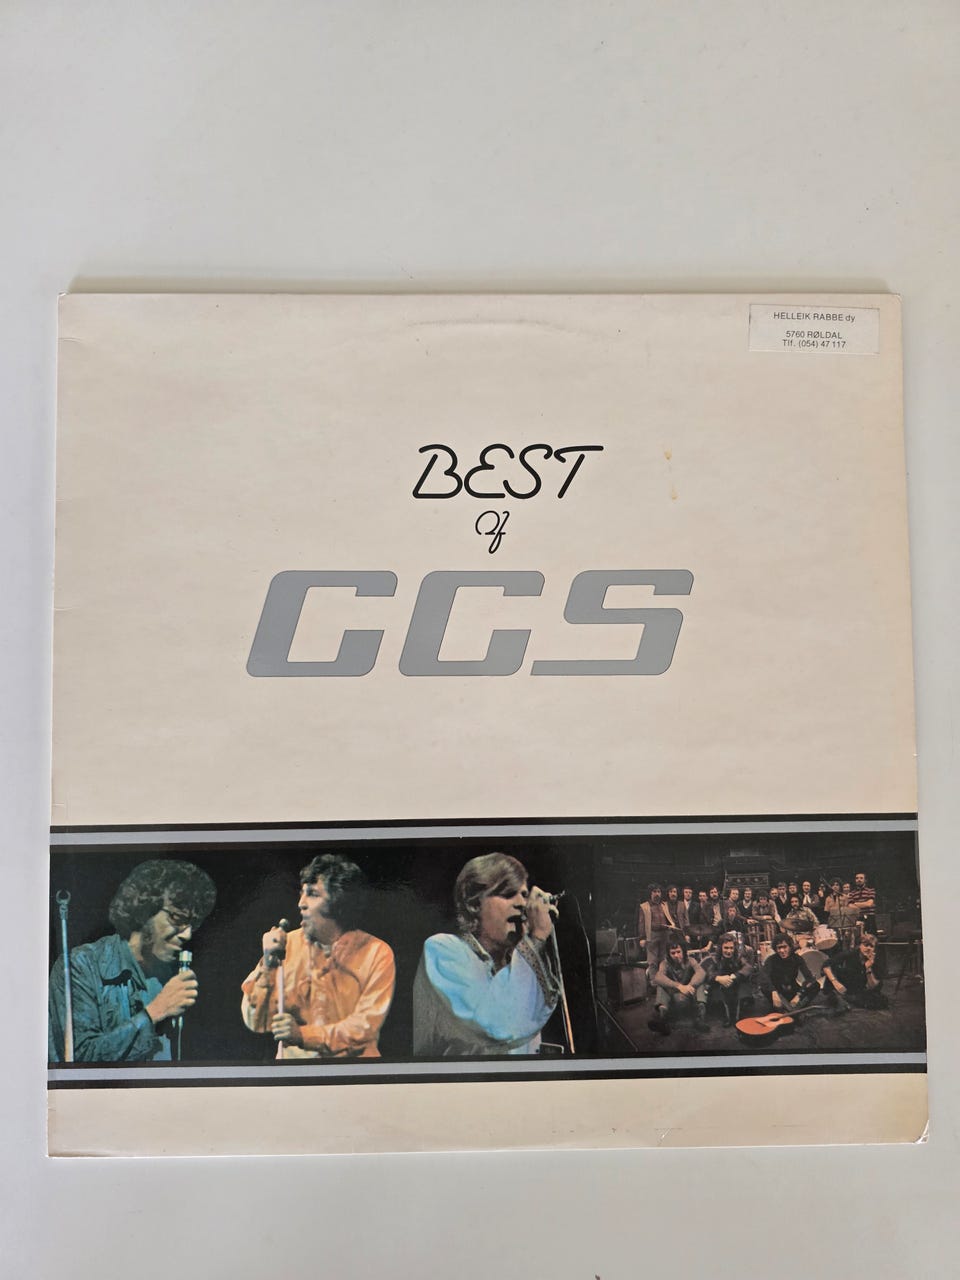 HELLEIK RABBE dy
5760 RØLDAL
Tlf. (054) 47 117
BEST
of
CCS